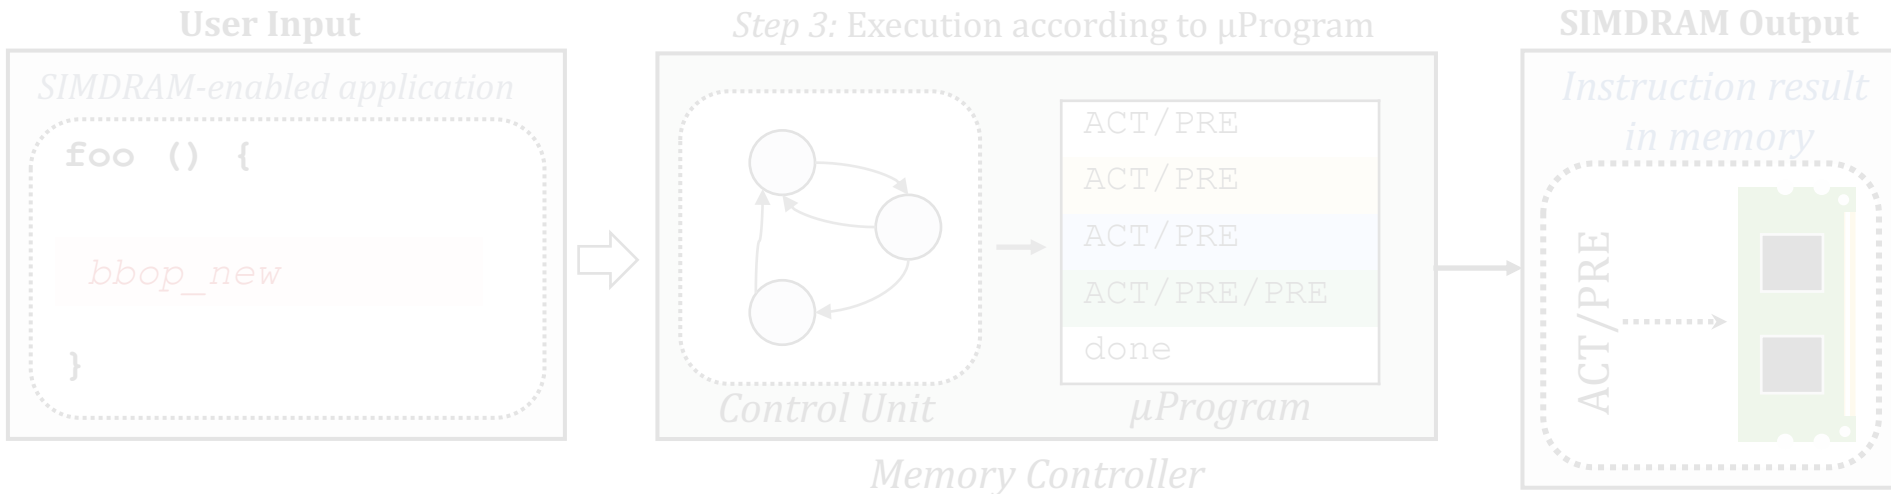 User Input
SIMDRAM-enabled application
foo () {
bbop_new
}
Step 3: Execution according to μProgram
Control Unit
ACT/PRE
ACT/PRE
ACT/PRE
ACT/PRE/PRE
done
μProgram
Memory Controller
SIMDRAM Output
Instruction result
in memory
ACT/PRE